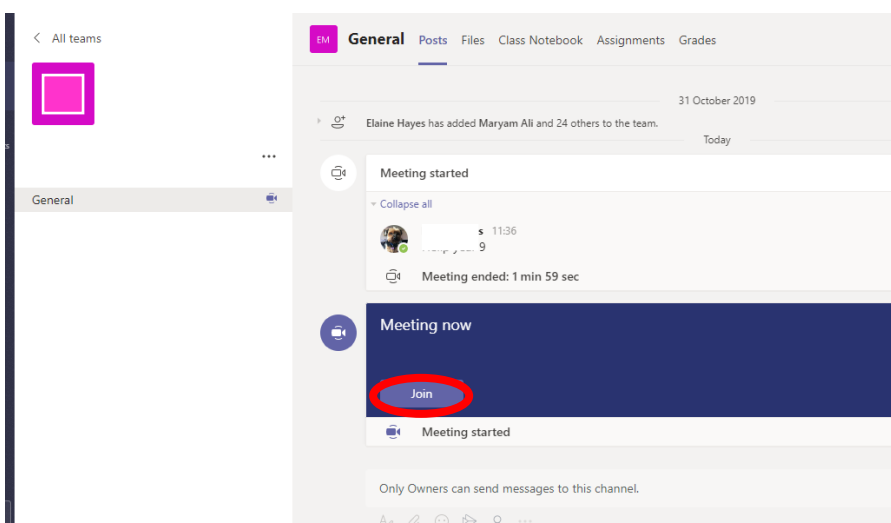 All teams
EM General Posts Files Class Notebook Assignments Grades
31 October 2019
Elaine Hayes has added Maryam Ali and 24 others to the team.
Today
Meeting started
Collapse all
s 11:36
9
Meeting ended: 1 min 59 sec
General
Meeting now
Join
Meeting started
Only Owners can send messages to this channel.